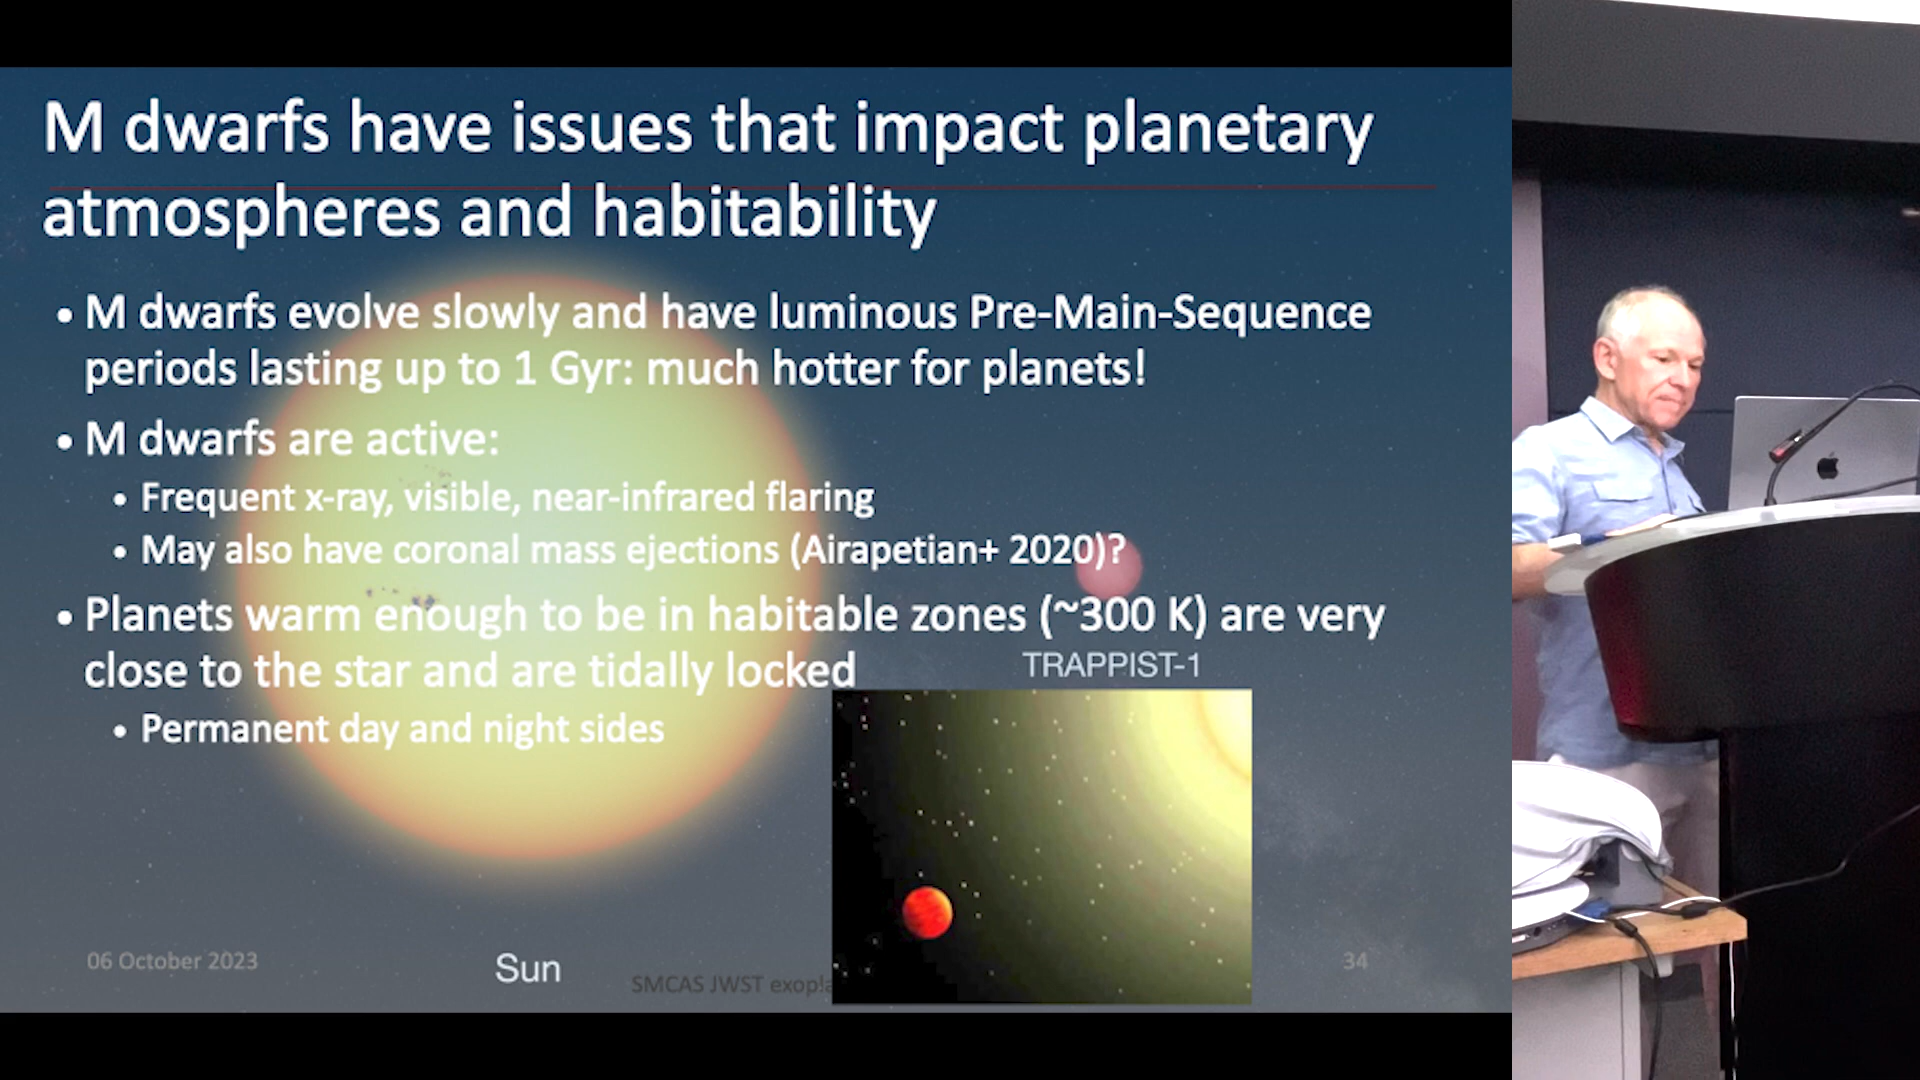 M dwarfs have issues that impact planetary
atmospheres and habitability
• M dwarfs evolve slowly and have luminous Pre-Main-Sequence
periods lasting up to 1 Gyr: much hotter for planets!
• M dwarfs are active:
• Frequent x-ray, visible, near-infrared flaring
• May also have coronal mass ejections (Airapetian+ 2020)?
• Planets warm enough to be in habitable zones (~300 K) are very
close to the star and are tidally locked
TRAPPIST-1
• Permanent day and night sides
06 October 2023
Sun
SMCAS JWST
34